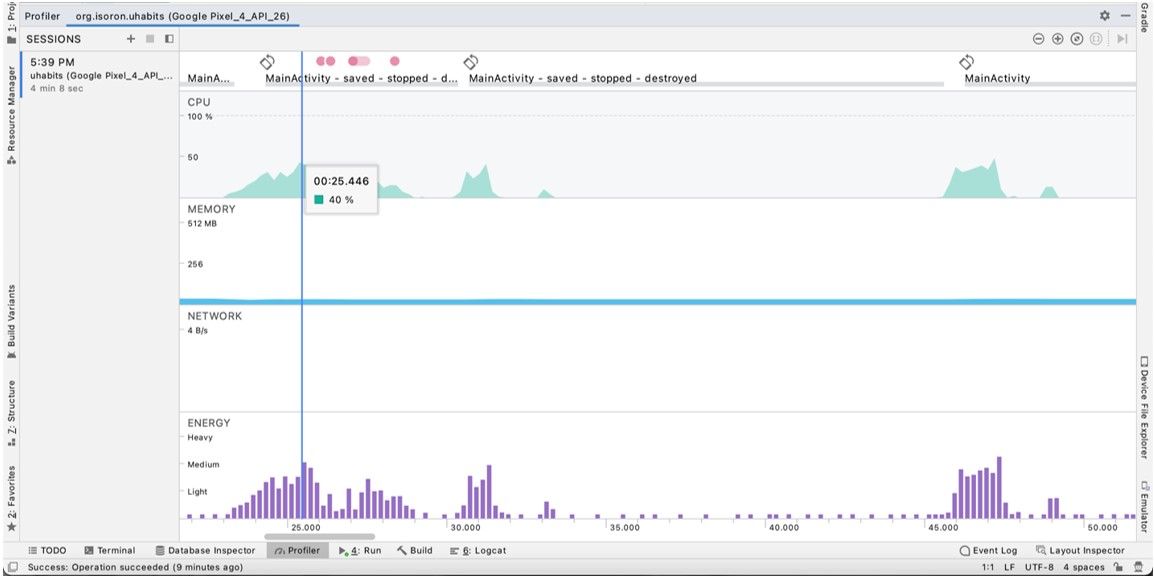 Profiler org.isoron.uhabits (Google Pixel_4_API_26)
SESSIONS
5:39 PM
uhabits (Google Pixel_4_API_...
4 min 8 sec
MainA... MainActivity - saved - stopped - d... MainActivity - saved - stopped - destroyed MainActivity
CPU
100 %
50
00:25.446
40 %
MEMORY
512 MB
256
NETWORK
4 B/s
ENERGY
Heavy
Medium
Light
25.000 30.000 35.000 40.000 45.000 50.000
1: Proj
Resource Manager
Build Variants
Z: Structure
2: Favorites
Gradle
Device File Explorer
Emulator
TODO Terminal Database Inspector Profiler 4: Run Build 6: Logcat Event Log Layout Inspector
Success: Operation succeeded (9 minutes ago) 1:1 LF UTF-8 4 spaces